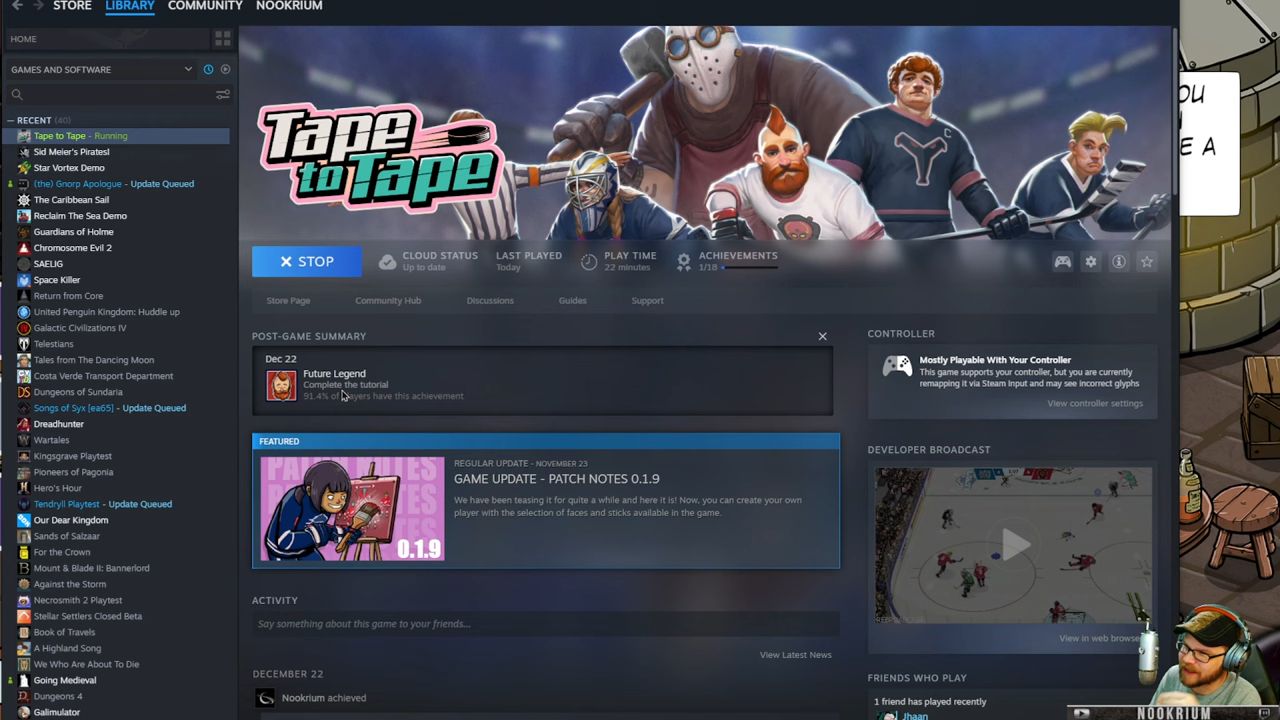 STORE LIBRARY COMMUNITY NOOKRIUM
HOME
GAMES AND SOFTWARE
— RECENT (40)
Tape to Tape - Running
Sid Meier's Pirates!
Star Vortex Demo
(the) Gnorp Apologue - Update Queued
The Caribbean Sail
Reclaim The Sea Demo
Guardians of Holme
Chromosome Evil 2
SAELIG
Space Killer
Return from Core
United Penguin Kingdom: Huddle up
Galactic Civilizations IV
Telestians
Tales from The Dancing Moon
Costa Verde Transport Department
Dungeons of Sundaria
Songs of Syx [ea65] - Update Queued
Dreadhunter
Wartales
Kingsgrave Playtest
Pioneers of Pagonia
Hero's Hour
Tendryll Playtest - Update Queued
Our Dear Kingdom
Sands of Salzaar
For the Crown
Mount & Blade II: Bannerlord
Against the Storm
Necrosmith 2 Playtest
Stellar Settlers Closed Beta
Book of Travels
A Highland Song
We Who Are About To Die
Going Medieval
Dungeons 4
Galimulator
Tape
to Tape
STOP
CLOUD STATUS
Up to date
LAST PLAYED
Today
PLAY TIME
22 minutes
ACHIEVEMENTS
1/18
Store Page Community Hub Discussions Guides Support
POST-GAME SUMMARY
Dec 22
Future Legend
Complete the tutorial
91.4% of players have this achievement
FEATURED
PATCH NOTES
0.1.9
REGULAR UPDATE - NOVEMBER 23
GAME UPDATE - PATCH NOTES 0.1.9
We have been teasing it for quite a while and here it is! Now, you can create your own
player with the selection of faces and sticks available in the game.
ACTIVITY
Say something about this game to your friends...
View Latest News
DECEMBER 22
Nookrium achieved
CONTROLLER
Mostly Playable With Your Controller
This game supports your controller, but you are currently
remapping it via Steam Input and may see incorrect glyphs
View controller settings
DEVELOPER BROADCAST
View in web browse
FRIENDS WHO PLAY
1 friend has played recently
Jhaan
OU
E A
NOOKRIUM